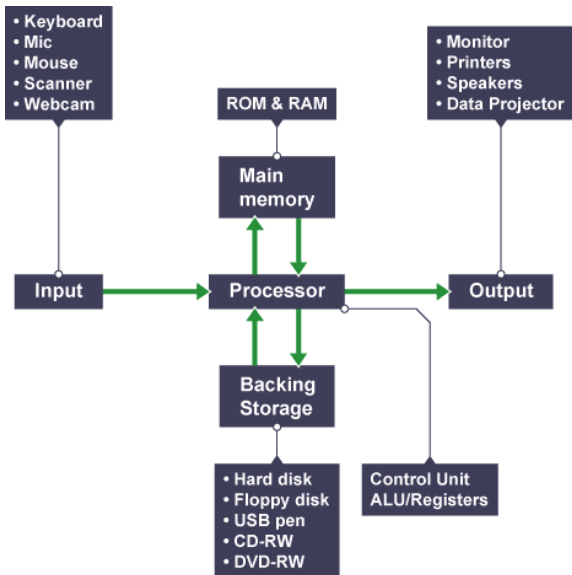 • Keyboard
• Mic
• Mouse
• Scanner
• Webcam
• Monitor
• Printers
• Speakers
• Data Projector
ROM & RAM
Main
memory
Input
Processor
Output
Backing
Storage
• Hard disk
• Floppy disk
• USB pen
• CD-RW
• DVD-RW
Control Unit
ALU/Registers